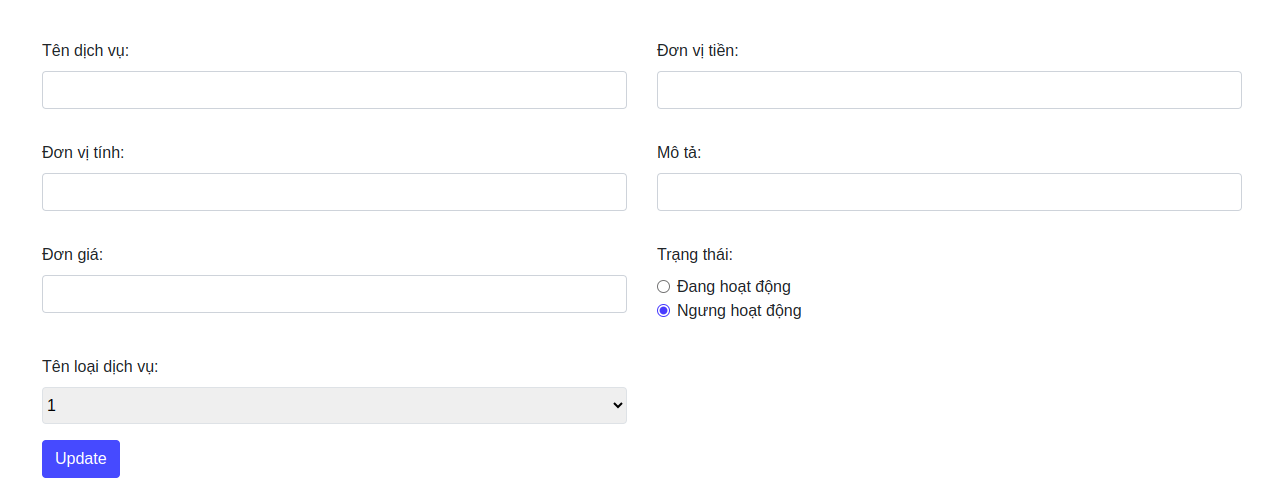 Tên dịch vụ:
Đơn vị tiền:
Đơn vị tính:
Mô tả:
Đơn giá:
Trạng thái:
Đang hoạt động
Ngưng hoạt động
Tên loại dịch vụ:
1
Update